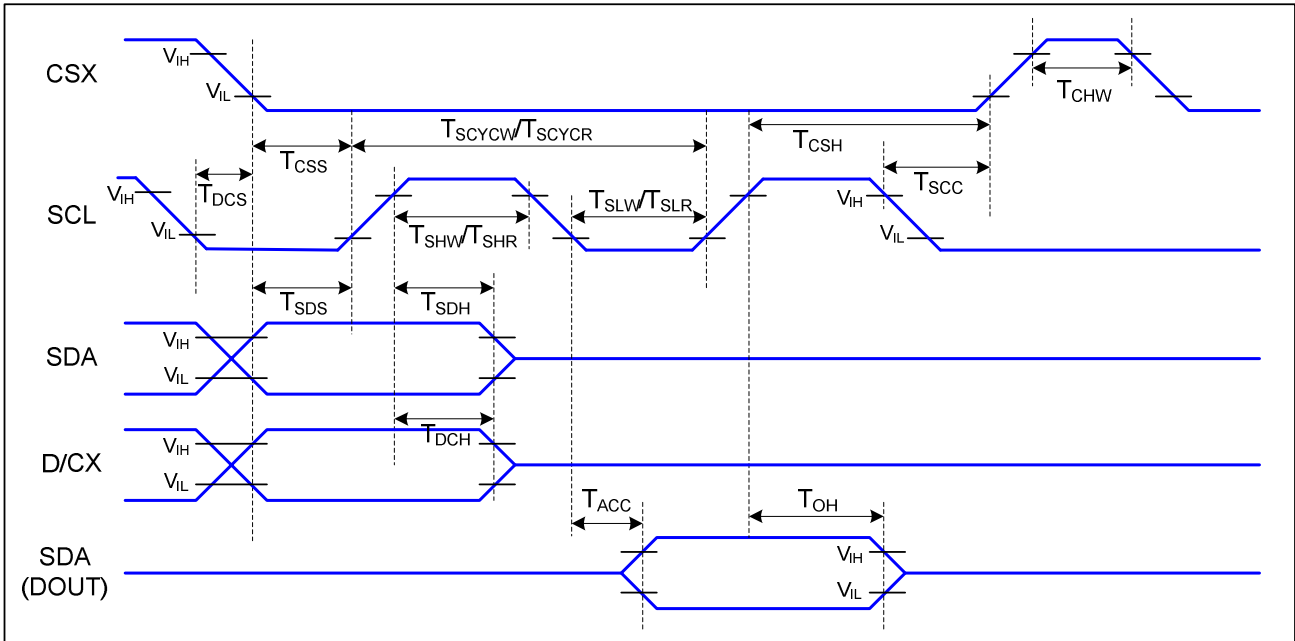 CSX
VIH
VIL
TCHW
TSCYCW/TSCYCR
TCSH
TCSS
TSCC
SCL
VIH
VIL
TDCS
TSHW/TSHR
TSLW/TSLR
VIH
VIL
TSDS
TSDH
SDA
VIH
VIL
TDCH
D/CX
VIH
VIL
TACC
TOH
SDA
(DOUT)
VIH
VIL